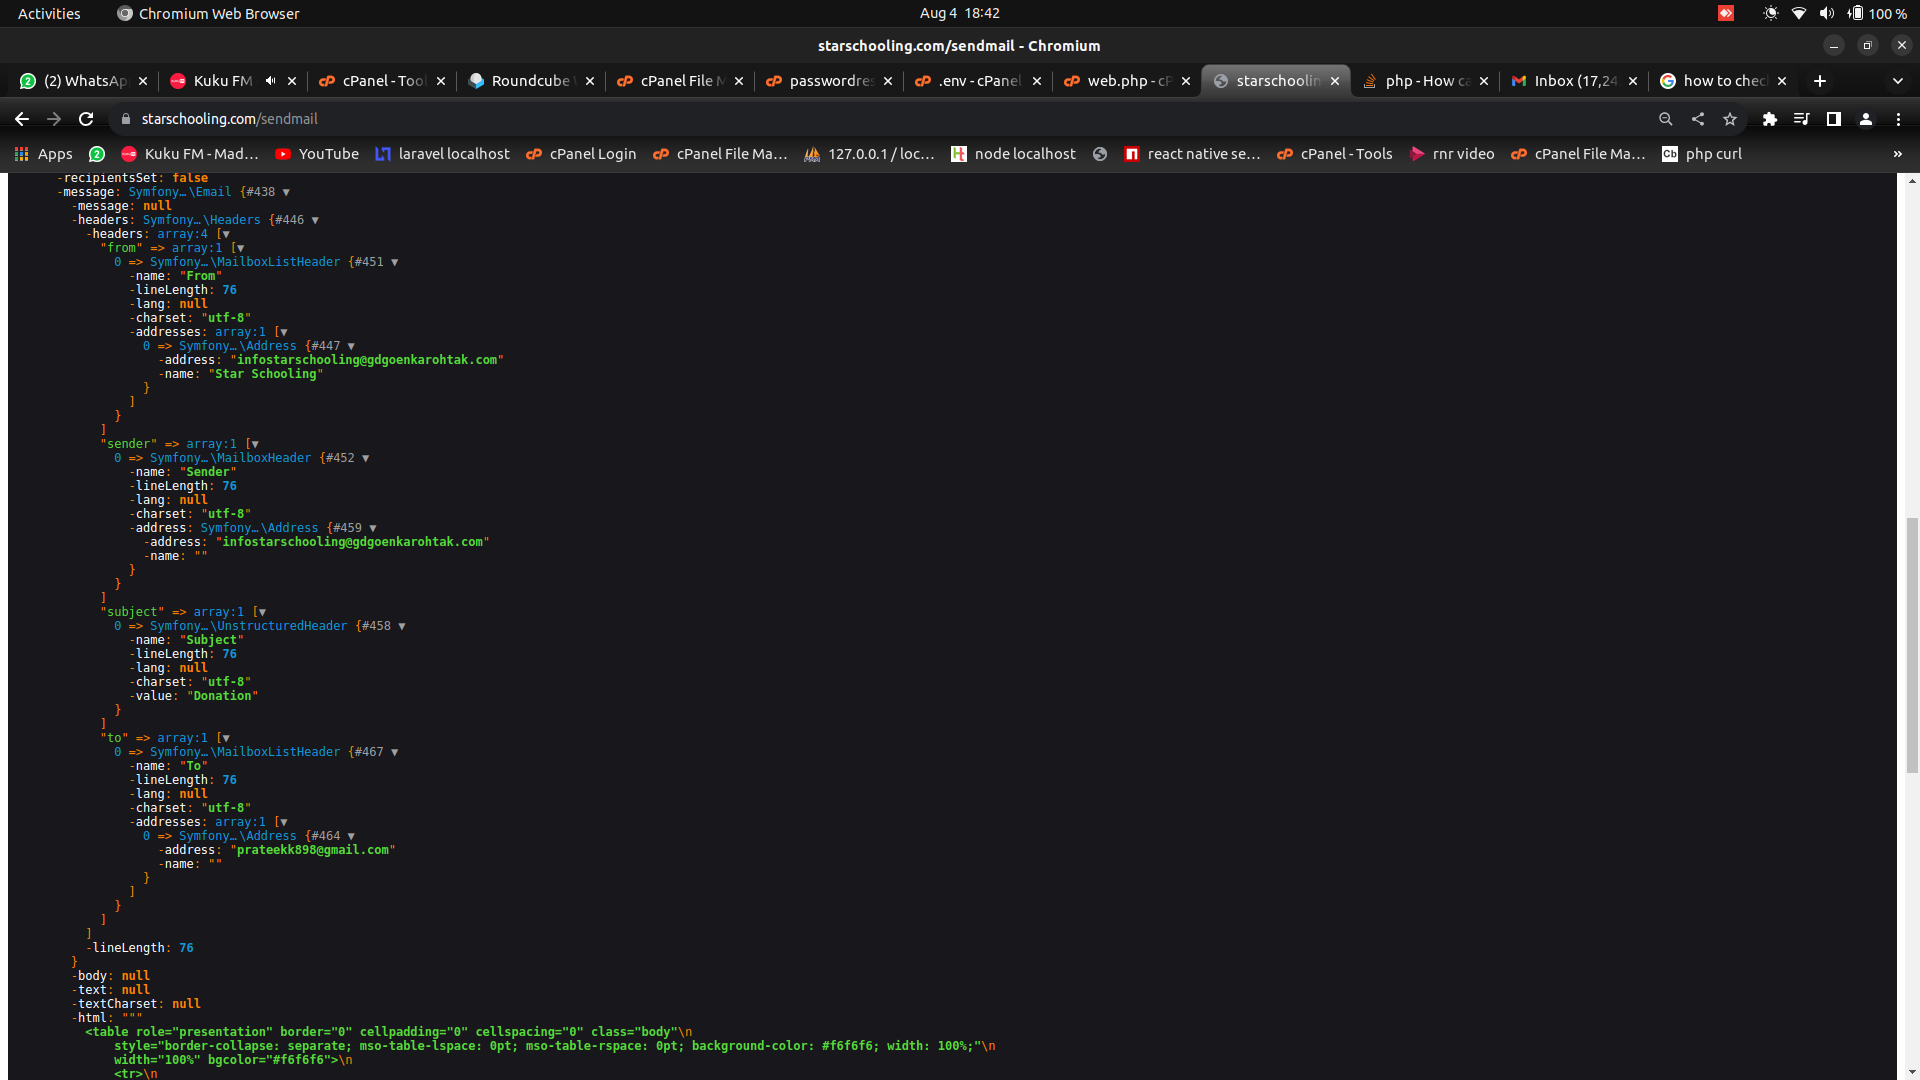 Activities Chromium Web Browser Aug 4 18:42 100 %
starschooling.com/sendmail - Chromium
(2) WhatsAp Kuku FM cPanel - Tool Roundcube cPanel File M passwordres .env - cPanel web.php - cP starschoolin php - How ca Inbox (17,24 how to chec
starschooling.com/sendmail
Apps Kuku FM - Mad... YouTube laravel localhost cPanel Login cPanel File Ma... 127.0.0.1 / loc... node localhost react native se... cPanel - Tools rnr video cPanel File Ma... php curl »
-recipientsSet: false
-message: Symfony…\Email {#438 ▼
-message: null
-headers: Symfony…\Headers {#446 ▼
-headers: array:4 [▼
"from" => array:1 [▼
0 => Symfony…\MailboxListHeader {#451 ▼
-name: "From"
-lineLength: 76
-lang: null
-charset: "utf-8"
-addresses: array:1 [▼
0 => Symfony…\Address {#447 ▼
-address: "infostarschooling@gdgoenkarohtak.com"
-name: "Star Schooling"
}
]
}
]
"sender" => array:1 [▼
0 => Symfony…\MailboxHeader {#452 ▼
-name: "Sender"
-lineLength: 76
-lang: null
-charset: "utf-8"
-address: Symfony…\Address {#459 ▼
-address: "infostarschooling@gdgoenkarohtak.com"
-name: ""
}
}
]
"subject" => array:1 [▼
0 => Symfony…\UnstructuredHeader {#458 ▼
-name: "Subject"
-lineLength: 76
-lang: null
-charset: "utf-8"
-value: "Donation"
}
]
"to" => array:1 [▼
0 => Symfony…\MailboxListHeader {#467 ▼
-name: "To"
-lineLength: 76
-lang: null
-charset: "utf-8"
-addresses: array:1 [▼
0 => Symfony…\Address {#464 ▼
-address: "prateekk898@gmail.com"
-name: ""
}
]
}
]
]
-lineLength: 76
}
-body: null
-text: null
-textCharset: null
-html: """
<table role="presentation" border="0" cellpadding="0" cellspacing="0" class="body"\n
style="border-collapse: separate; mso-table-lspace: 0pt; mso-table-rspace: 0pt; background-color: #f6f6f6; width: 100%;"\n
width="100%" bgcolor="#f6f6f6">\n
<tr>\n